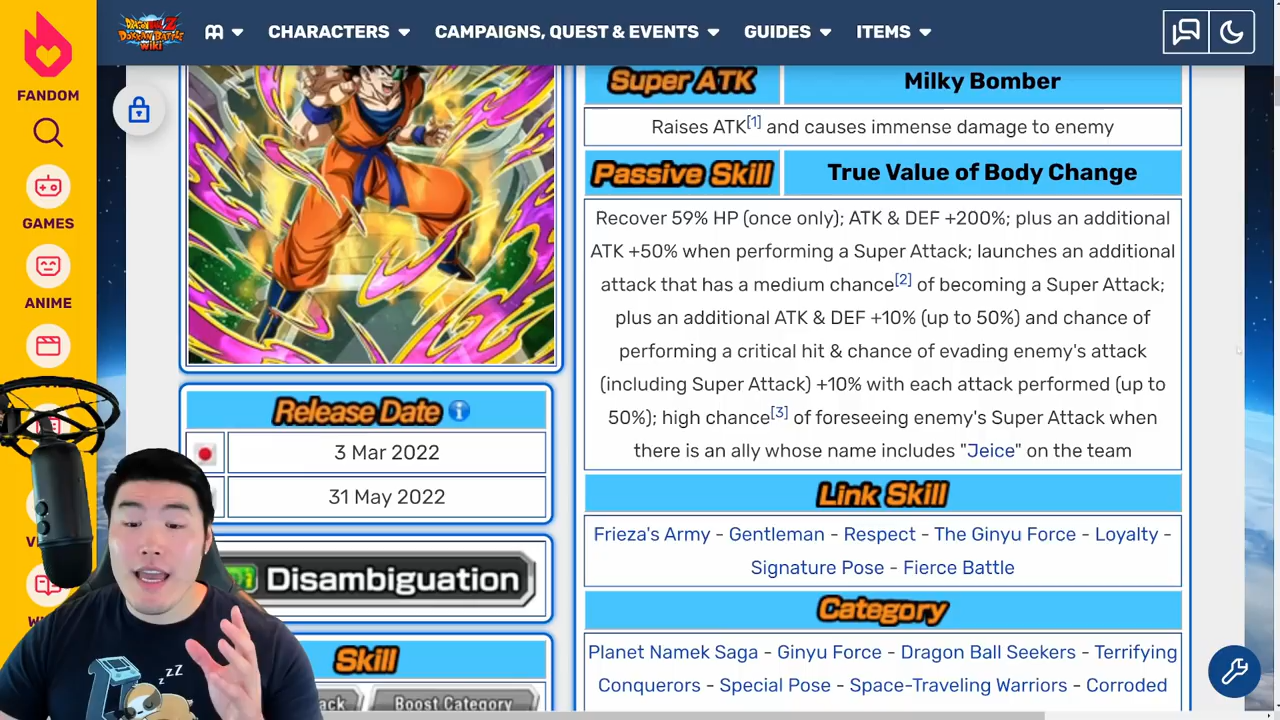 DRAGON BALL Z
DOKKAN BATTLE
WIKI
CHARACTERS
CAMPAIGNS, QUEST & EVENTS
GUIDES
ITEMS
FANDOM
GAMES
ANIME
Super ATK
Milky Bomber
Raises ATK[1] and causes immense damage to enemy
Passive Skill
True Value of Body Change
Recover 59% HP (once only); ATK & DEF +200%; plus an additional
ATK +50% when performing a Super Attack; launches an additional
attack that has a medium chance[2] of becoming a Super Attack;
plus an additional ATK & DEF +10% (up to 50%) and chance of
performing a critical hit & chance of evading enemy's attack
(including Super Attack) +10% with each attack performed (up to
50%); high chance[3] of foreseeing enemy's Super Attack when
there is an ally whose name includes "Jeice" on the team
Release Date
3 Mar 2022
31 May 2022
Disambiguation
Skill
Boost Category
Link Skill
Frieza's Army - Gentleman - Respect - The Ginyu Force - Loyalty -
Signature Pose - Fierce Battle
Category
Planet Namek Saga - Ginyu Force - Dragon Ball Seekers - Terrifying
Conquerors - Special Pose - Space-Traveling Warriors - Corroded
zZZ